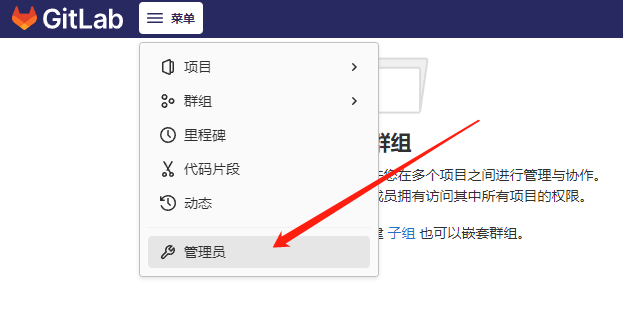 GitLab 菜单
项目
群组
里程碑
代码片段
动态
管理员
群组
您在多个项目之间进行管理与协作。
成员拥有访问其中所有项目的权限。
子组 也可以嵌套群组。